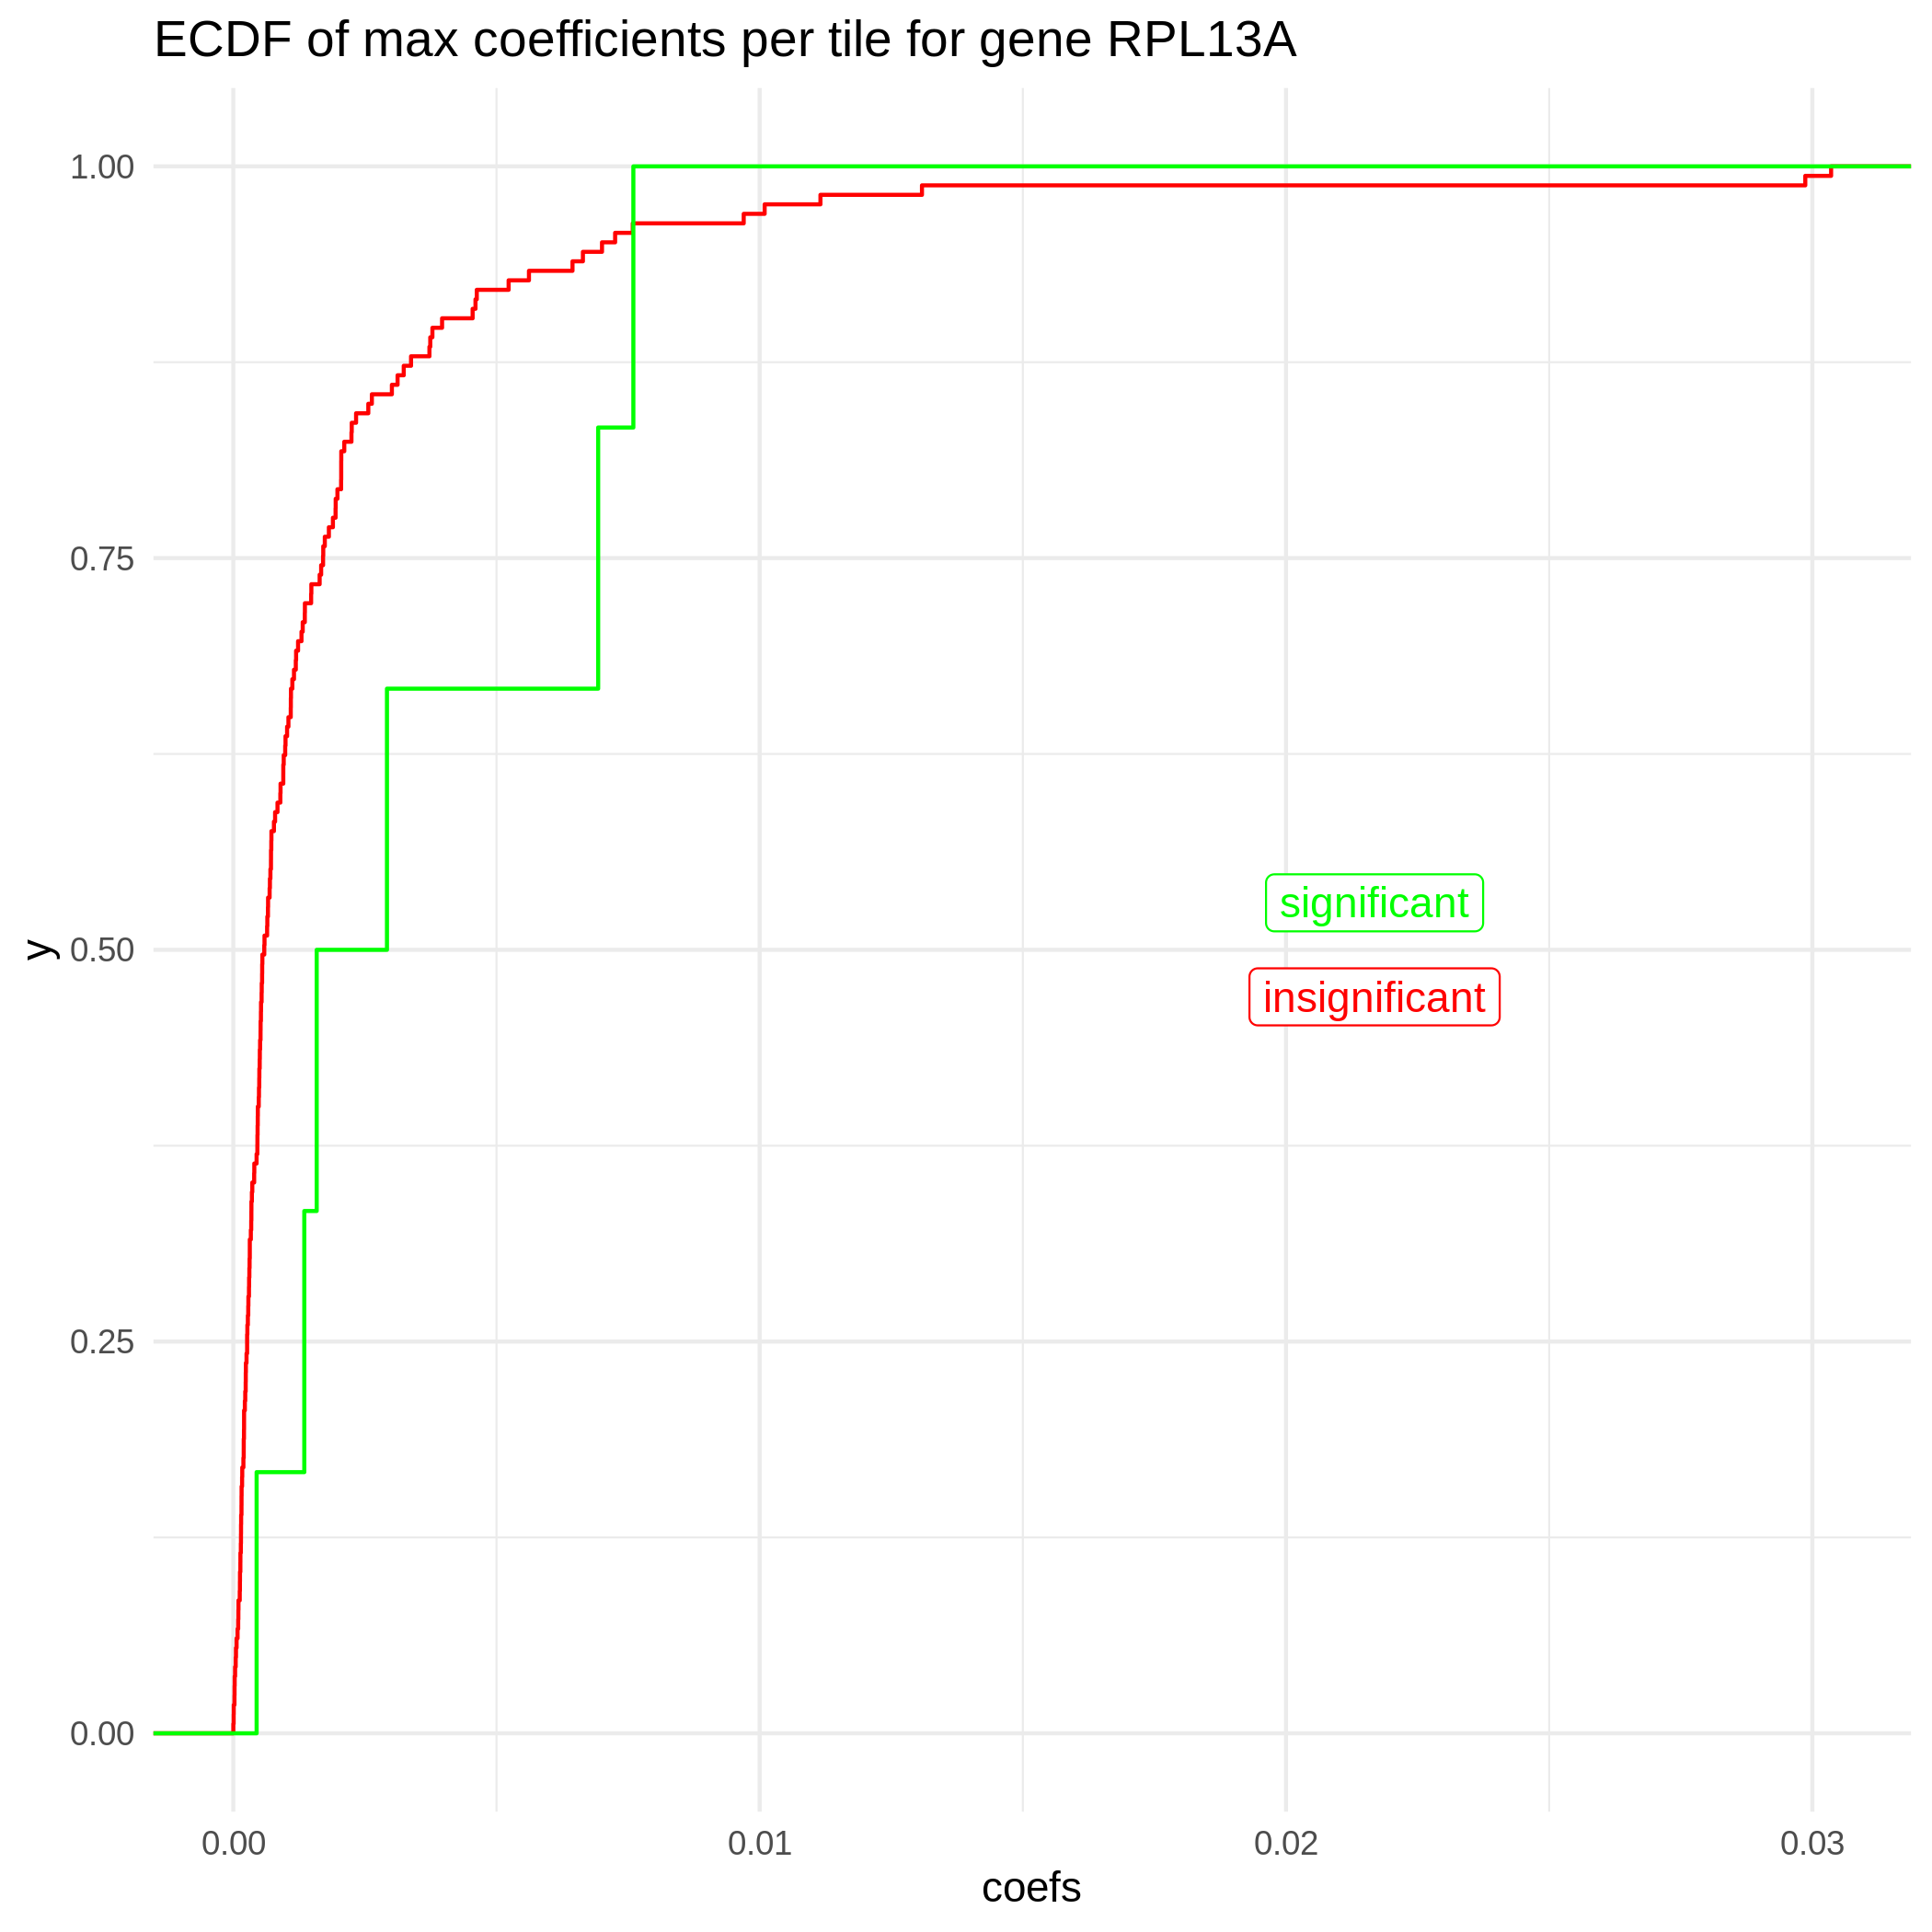 ECDF of max coefficients per tile for gene RPL13A
1.00
0.75
0.50
0.25
0.00
y
significant
insignificant
0.00 0.01 0.02 0.03
coefs